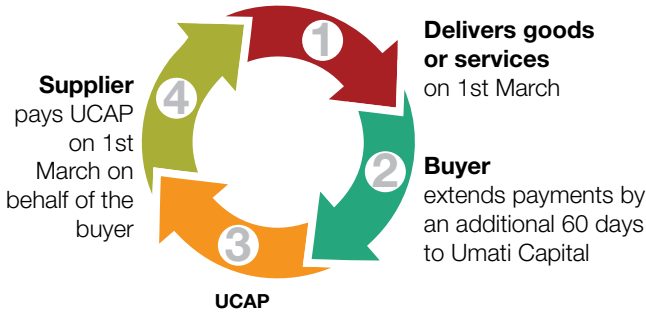 1
Delivers goods
or services
on 1st March
2
Buyer
extends payments by
an additional 60 days
to Umati Capital
3
UCAP
4
Supplier
pays UCAP
on 1st
March on
behalf of the
buyer